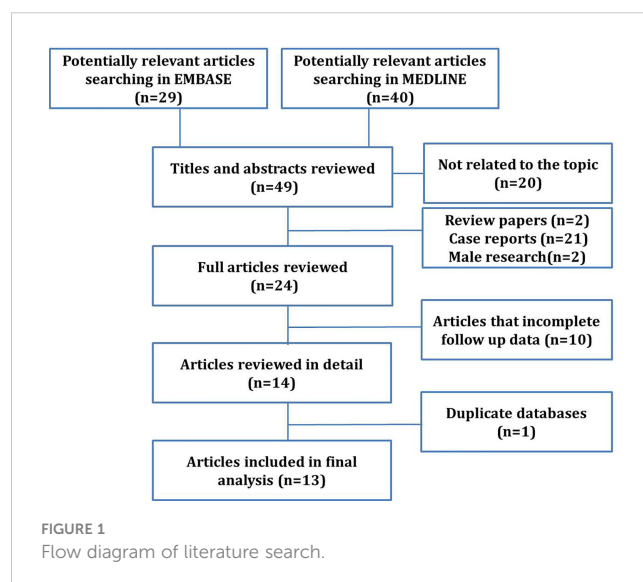 Potentially relevant articles
searching in EMBASE
(n=29)
Potentially relevant articles
searching in MEDLINE
(n=40)
Titles and abstracts reviewed
(n=49)
Not related to the topic
(n=20)
Review papers (n=2)
Case reports (n=21)
Male research(n=2)
Full articles reviewed
(n=24)
Articles that incomplete
follow up data (n=10)
Articles reviewed in detail
(n=14)
Duplicate databases
(n=1)
Articles included in final
analysis (n=13)
FIGURE 1
Flow diagram of literature search.